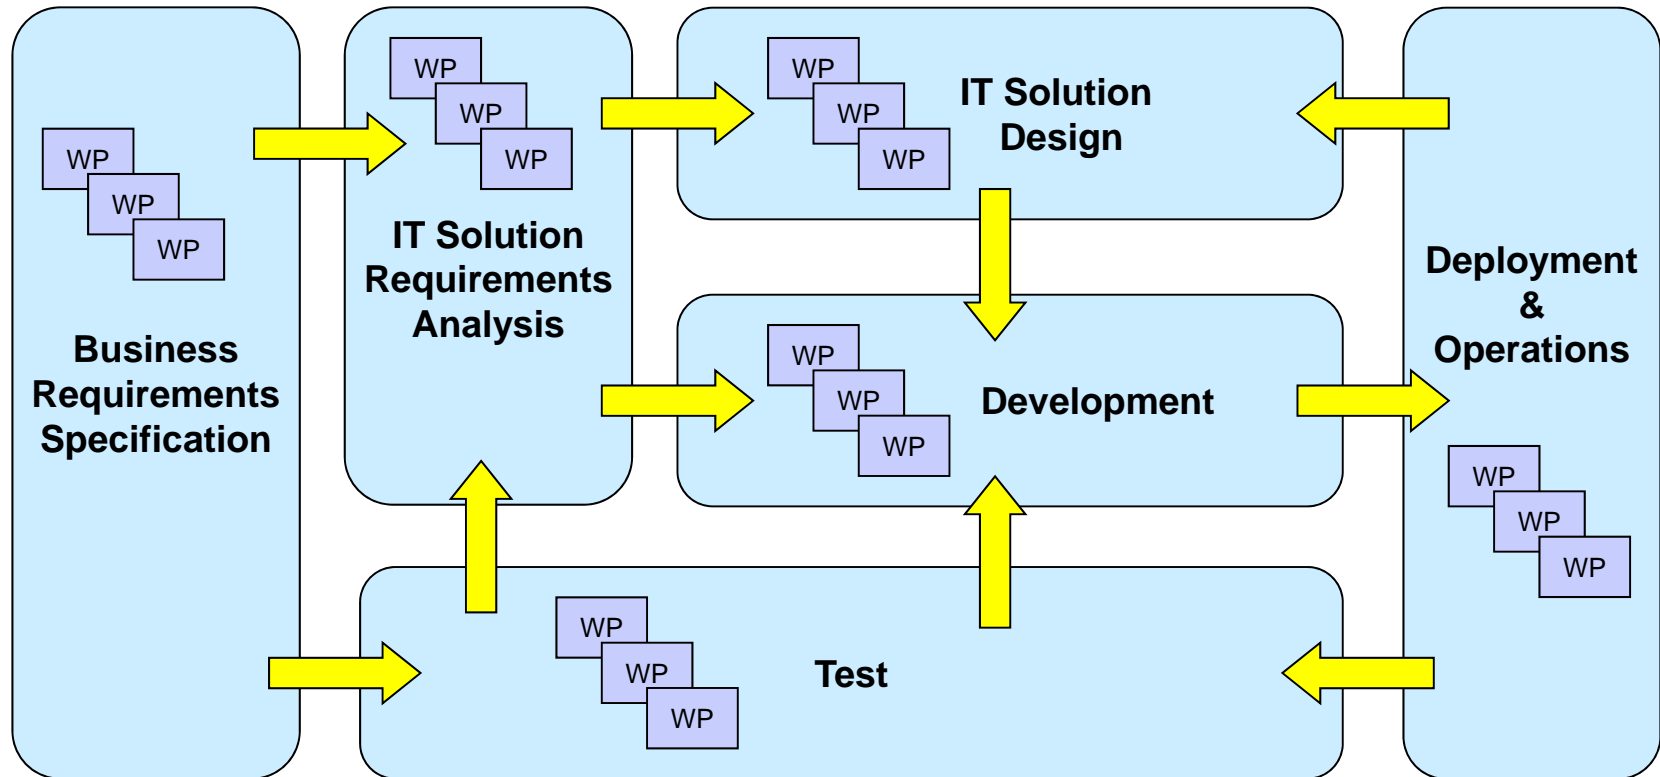 WP
WP
WP
Business
Requirements
Specification
WP
WP
WP
IT Solution
Requirements
Analysis
WP
WP
WP
IT Solution
Design
WP
WP
WP
Development
WP
WP
WP
Test
Deployment
&
Operations
WP
WP
WP